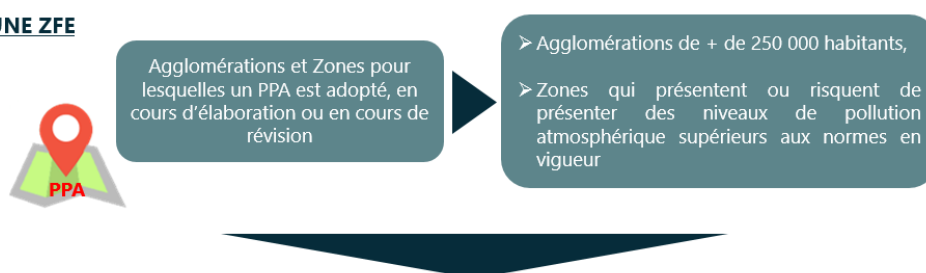 UNE ZFE
Agglomérations et Zones pour
lesquelles un PPA est adopté, en
cours d'élaboration ou en cours de
révision
➢ Agglomérations de + de 250 000 habitants,
➢ Zones qui présentent ou risquent de
présenter des niveaux de pollution
atmosphérique supérieurs aux normes en
vigueur
PPA